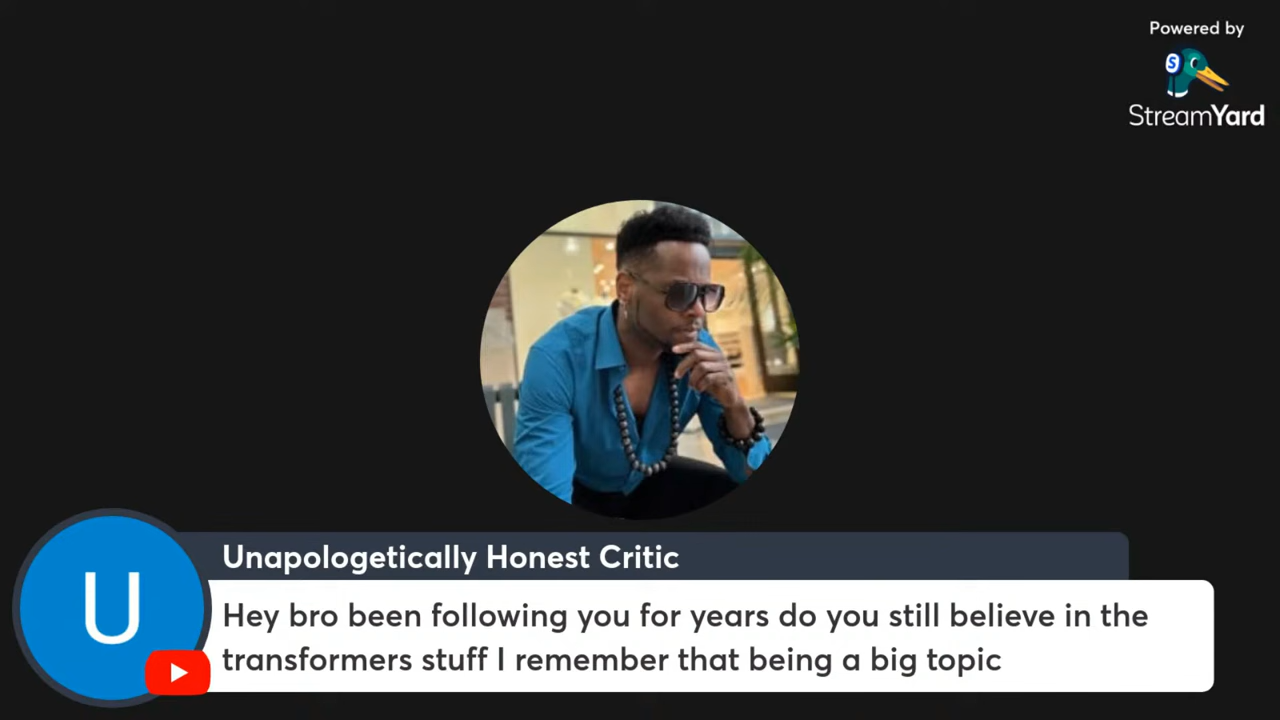 Powered by
S
StreamYard
U
Unapologetically Honest Critic
Hey bro been following you for years do you still believe in the
transformers stuff I remember that being a big topic